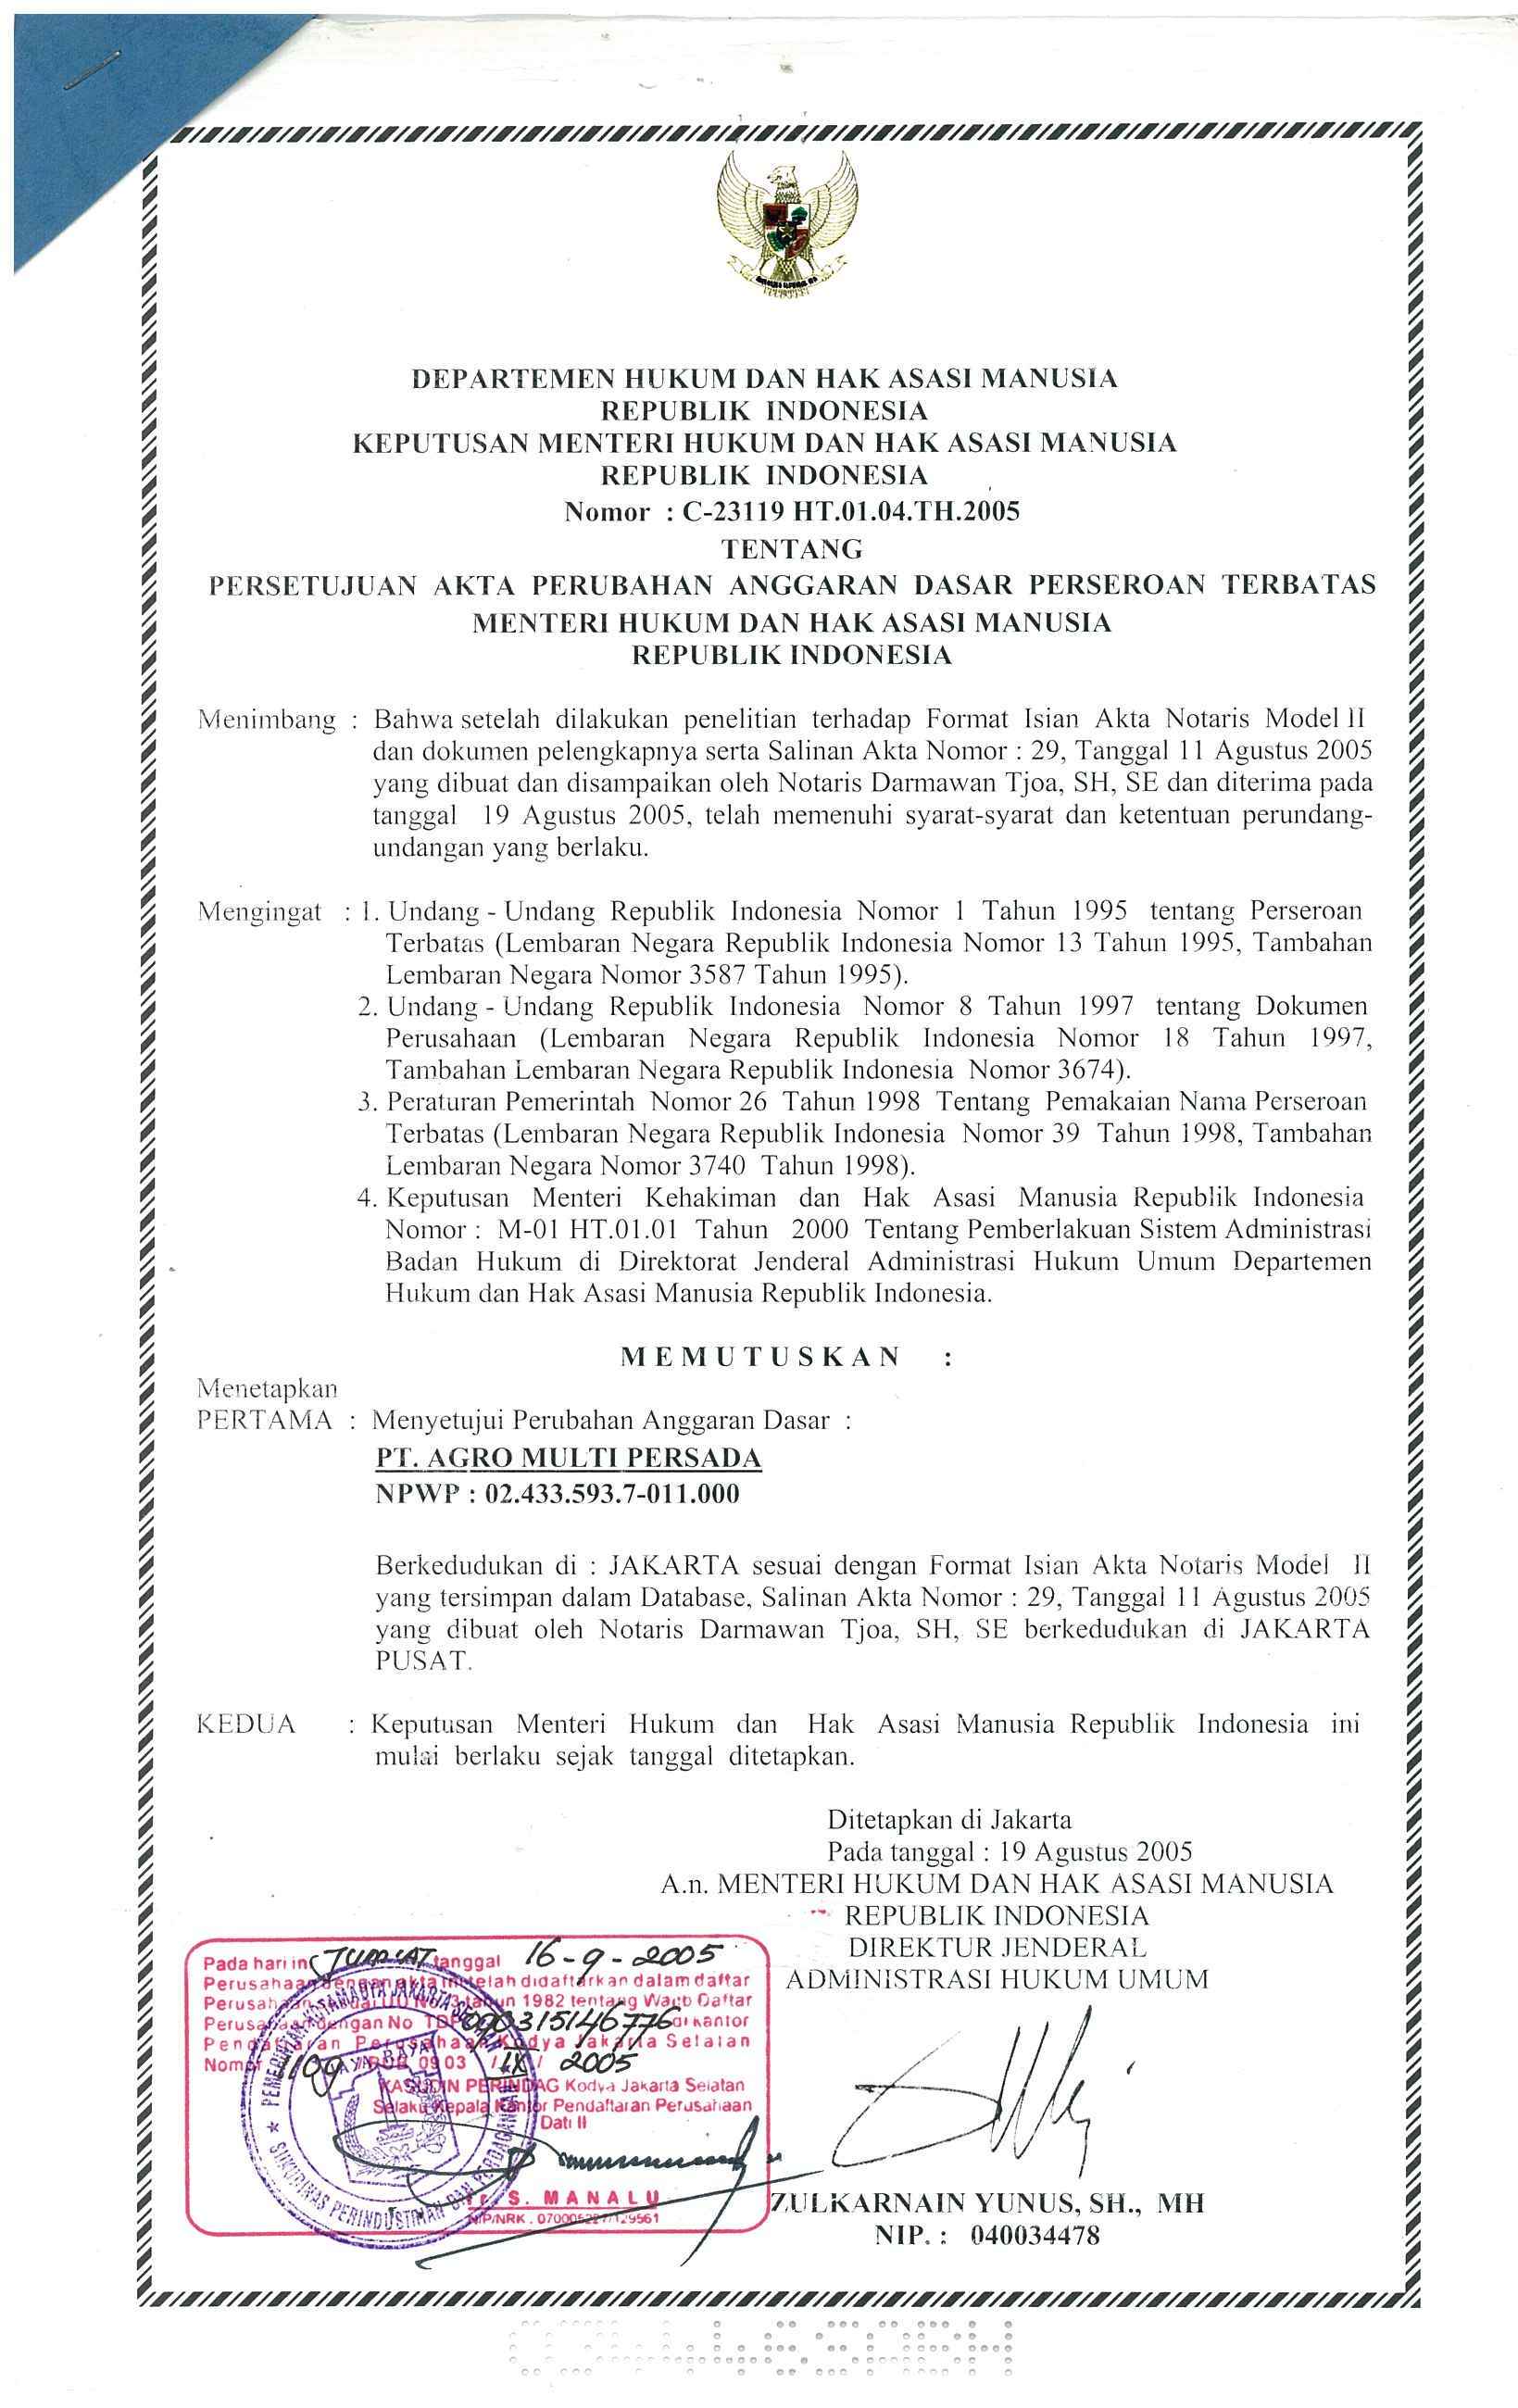 DEPARTEMEN HUKUM DAN HAK ASASI MANUSIA
REPUBLIK INDONESIA
KEPUTUSAN MENTERI HUKUM DAN HAK ASASI MANUSIA
REPUBLIK INDONESIA
Nomor : C-23119 HT.01.04.TH.2005
TENTANG
PERSETUJUAN AKTA PERUBAHAN ANGGARAN DASAR PERSEROAN TERBATAS
MENTERI HUKUM DAN HAK ASASI MANUSIA
REPUBLIK INDONESIA
Menimbang : Bahwa setelah dilakukan penelitian terhadap Format Isian Akta Notaris Model II
dan dokumen pelengkapnya serta Salinan Akta Nomor : 29, Tanggal 11 Agustus 2005
yang dibuat dan disampaikan oleh Notaris Darmawan Tjoa, SH, SE dan diterima pada
tanggal 19 Agustus 2005, telah memenuhi syarat-syarat dan ketentuan perundang-
undangan yang berlaku.
Mengingat : 1. Undang - Undang Republik Indonesia Nomor 1 Tahun 1995 tentang Perseroan
Terbatas (Lembaran Negara Republik Indonesia Nomor 13 Tahun 1995, Tambahan
Lembaran Negara Nomor 3587 Tahun 1995).
2. Undang - Undang Republik Indonesia Nomor 8 Tahun 1997 tentang Dokumen
Perusahaan (Lembaran Negara Republik Indonesia Nomor 18 Tahun 1997,
Tambahan Lembaran Negara Republik Indonesia Nomor 3674).
3. Peraturan Pemerintah Nomor 26 Tahun 1998 Tentang Pemakaian Nama Perseroan
Terbatas (Lembaran Negara Republik Indonesia Nomor 39 Tahun 1998, Tambahan
Lembaran Negara Nomor 3740 Tahun 1998).
4. Keputusan Menteri Kehakiman dan Hak Asasi Manusia Republik Indonesia
Nomor : M-01 HT.01.01 Tahun 2000 Tentang Pemberlakuan Sistem Administrasi
Badan Hukum di Direktorat Jenderal Administrasi Hukum Umum Departemen
Hukum dan Hak Asasi Manusia Republik Indonesia.
M E M U T U S K A N :
Menetapkan
PERTAMA : Menyetujui Perubahan Anggaran Dasar :
PT. AGRO MULTI PERSADA
NPWP : 02.433.593.7-011.000
Berkedudukan di : JAKARTA sesuai dengan Format Isian Akta Notaris Model II
yang tersimpan dalam Database, Salinan Akta Nomor : 29, Tanggal 11 Agustus 2005
yang dibuat oleh Notaris Darmawan Tjoa, SH, SE berkedudukan di JAKARTA
PUSAT.
KEDUA : Keputusan Menteri Hukum dan Hak Asasi Manusia Republik Indonesia ini
mulai berlaku sejak tanggal ditetapkan.
Ditetapkan di Jakarta
Pada tanggal : 19 Agustus 2005
A.n. MENTERI HUKUM DAN HAK ASASI MANUSIA
REPUBLIK INDONESIA
DIREKTUR JENDERAL
ADMINISTRASI HUKUM UMUM
ZULKARNAIN YUNUS, SH., MH
NIP. : 040034478
Pada hari ini JUM'AT tanggal 16-9-2005
Perusahaan dengan akta ini telah didaftarkan dalam daftar
Perusahaan sesuai UU No 3 tahun 1982 tentang Wajib Daftar
Perusahaan dengan No TDP 090315146776 di kantor
Pendaftaran Perusahaan Kodya Jakarta Selatan
Nomor 1109 / 0903 / IX / 2005
KASUDIN PERINDAG Kodya Jakarta Selatan
Selaku Kepala Kantor Pendaftaran Perusahaan
Dati II
S. MANALU
NIP/NRK.
PEMERINTAH KOTAMADYA JAKARTA SELATAN
JAYA RAYA
SUKU DINAS PERINDUSTRIAN DAN PERDAGANGAN